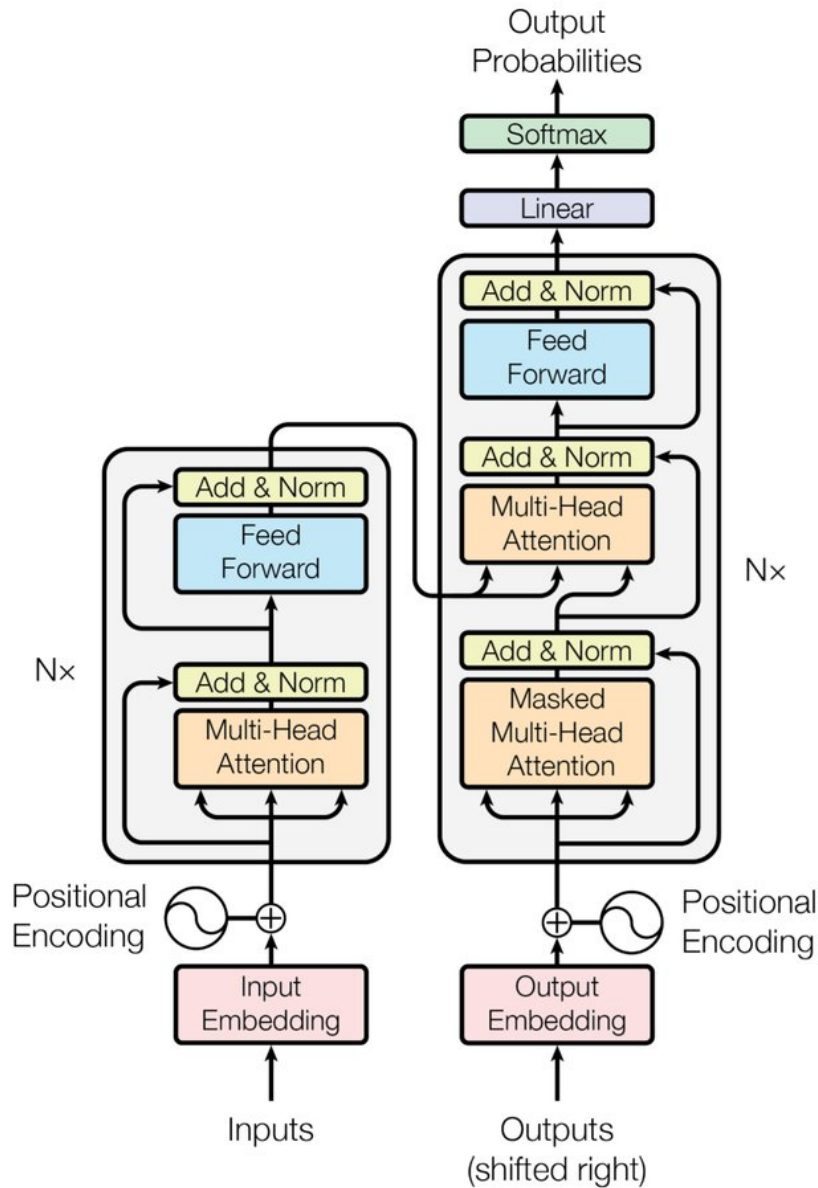 Output
Probabilities
Softmax
Linear
Add & Norm
Feed
Forward
Add & Norm
Multi-Head
Attention
Add & Norm
Masked
Multi-Head
Attention
Nx
Add & Norm
Feed
Forward
Add & Norm
Multi-Head
Attention
Nx
Positional
Encoding
Positional
Encoding
Input
Embedding
Output
Embedding
Inputs
Outputs
(shifted right)